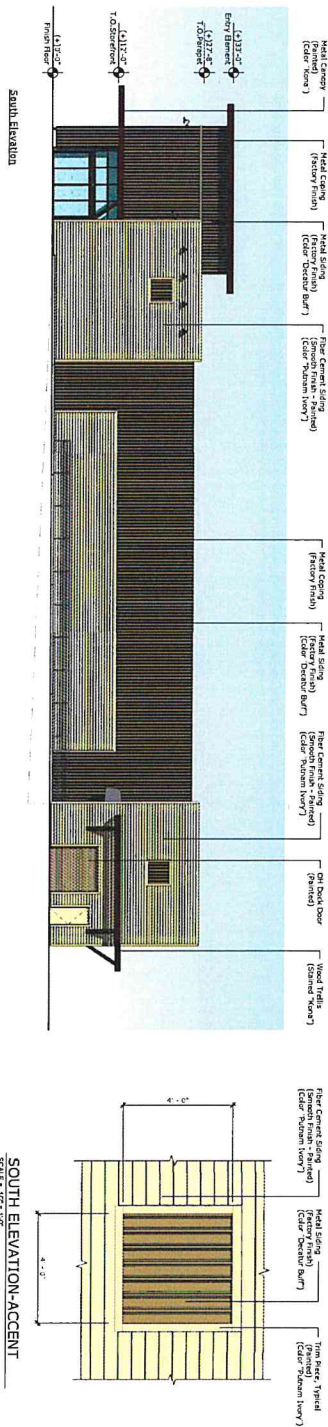 Metal Canopy
(Painted)
(Color "Kona")
Metal Coping
(Factory Finish)
Metal Siding
(Factory Finish)
(Color "Decatur Buff")
Fiber Cement Siding
(Smooth Finish - Painted)
(Color "Putnam Ivory")
Metal Coping
(Factory Finish)
Metal Siding
(Factory Finish)
(Color "Decatur Buff")
Fiber Cement Siding
(Smooth Finish - Painted)
(Color "Putnam Ivory")
OH Dock Door
(Painted)
Wood Trellis
(Stained "Kona")
(+)33'-0"
Entry Element
(+)27'-8"
T.O.Parapet
(+)12'-0"
T.O.Storefront
Finish Floor
South Elevation
Fiber Cement Siding
(Smooth Finish - Painted)
(Color "Putnam Ivory")
Metal Siding
(Factory Finish)
(Color "Decatur Buff")
Trim Piece, Typical
(Painted)
(Color "Putnam Ivory")
4' - 0"
4' - 0"
SOUTH ELEVATION-ACCENT